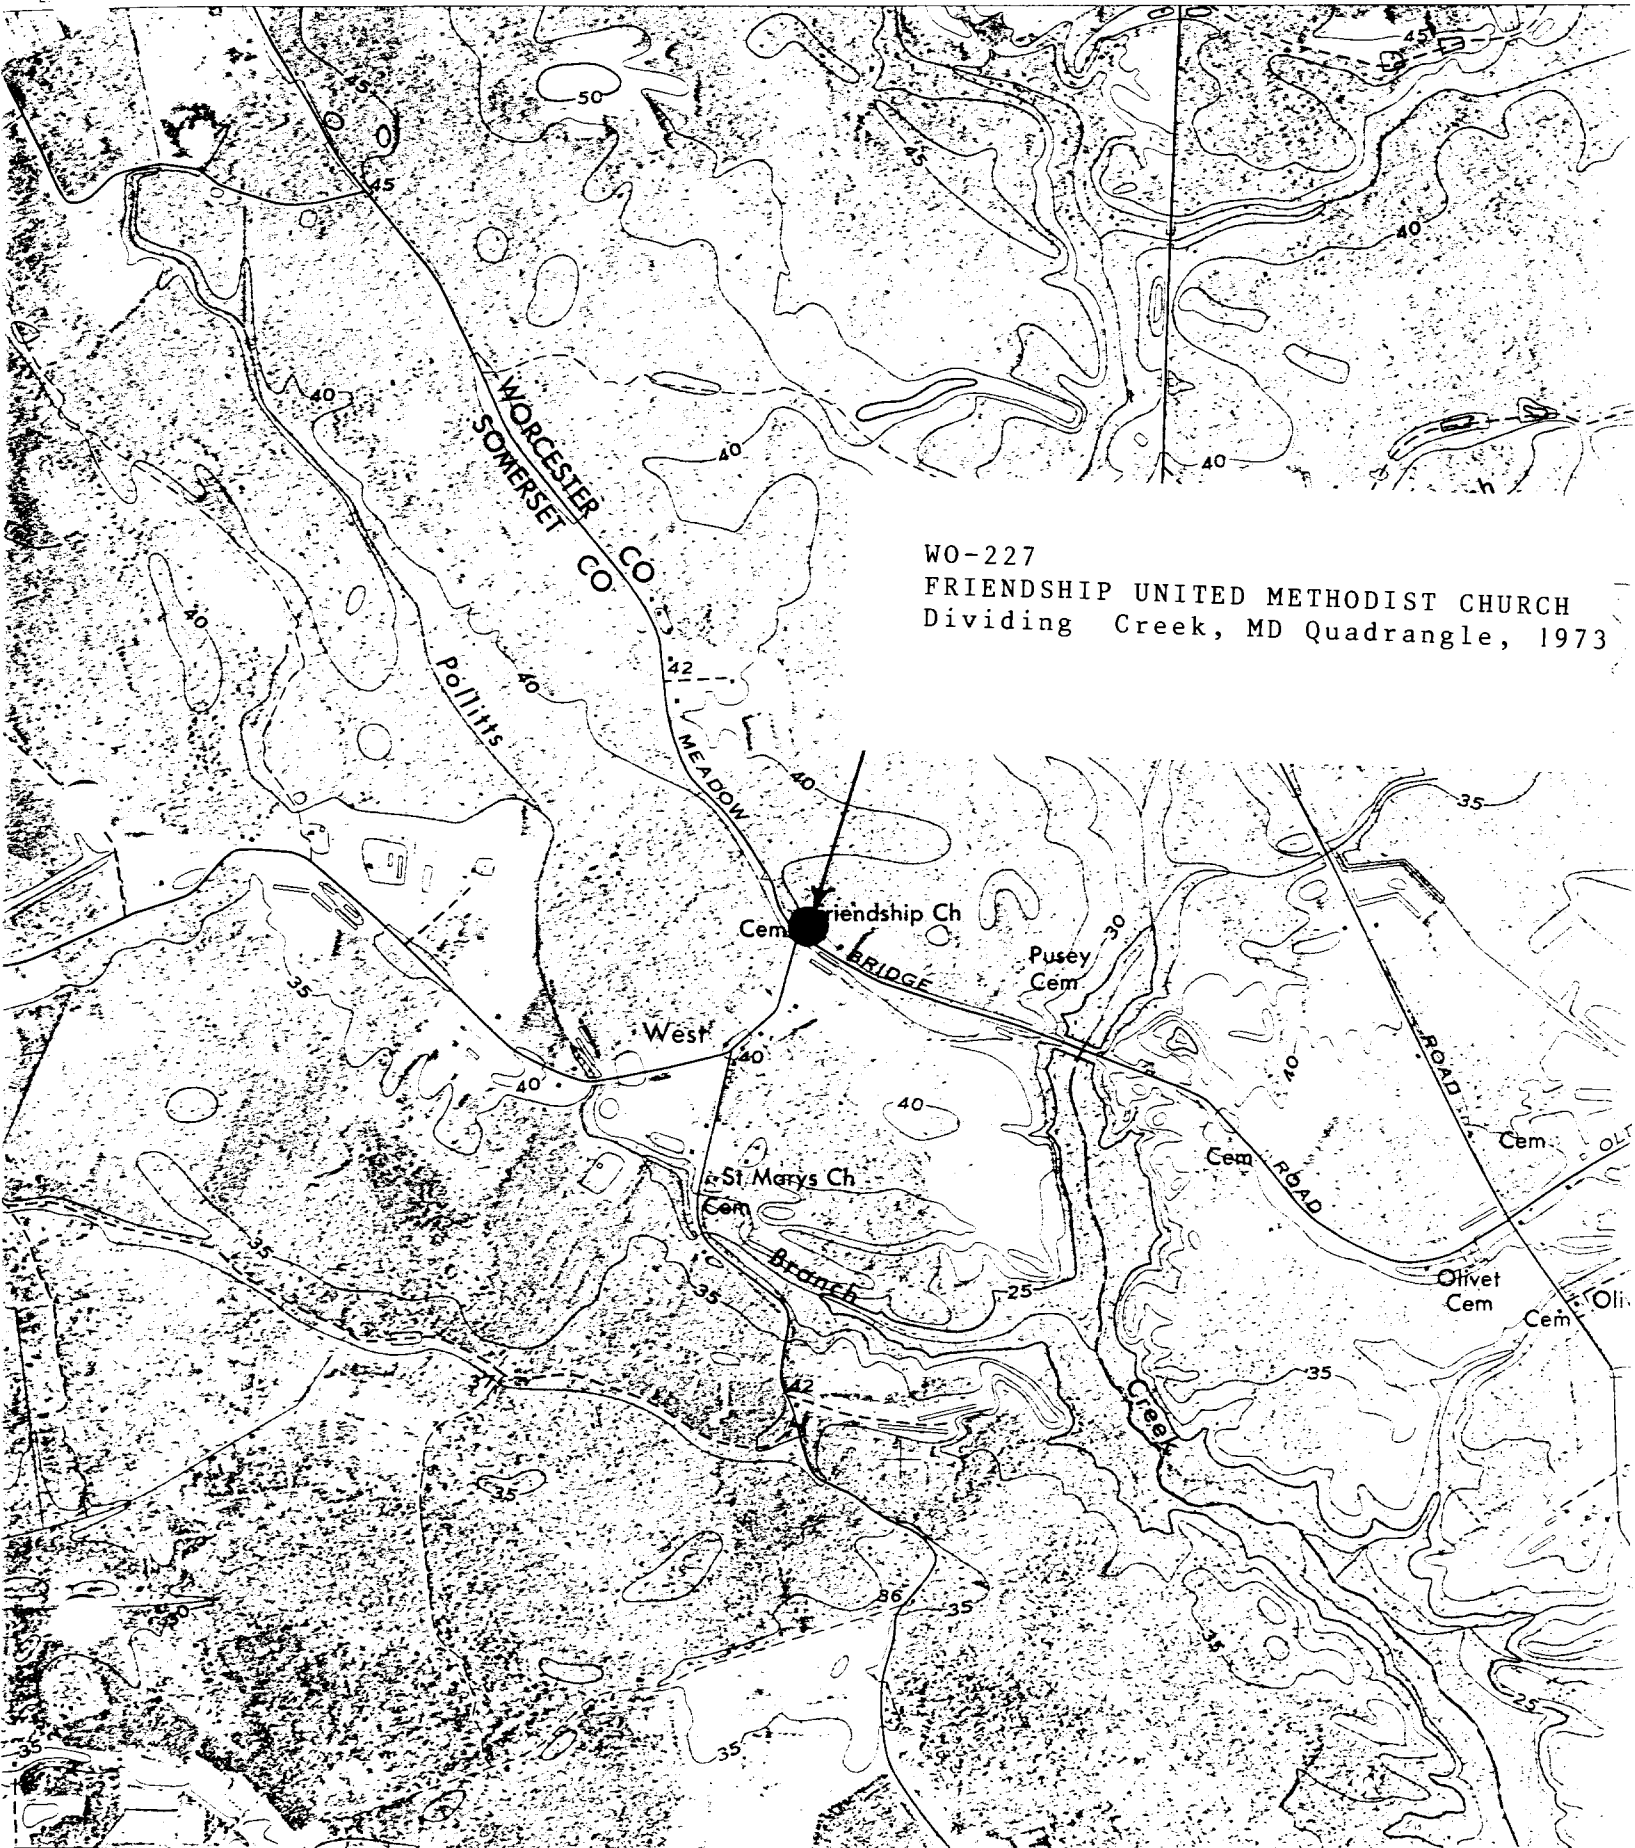 45
50
45
45
40
40
40
40
WORCESTER CO
SOMERSET CO
WO-227
FRIENDSHIP UNITED METHODIST CHURCH
Dividing Creek, MD Quadrangle, 1973
40
42
40
Pollitts
MEADOW
40
35
Friendship Ch
Cem
BRIDGE
30
Pusey
Cem
35
West
40
40
40
40
ROAD
Cem
Cem
ROAD
St Marys Ch
Cem
35
Branch
35
25
Olivet
Cem
Cem
35
42
Creek
35
36
35
35
25
35
35